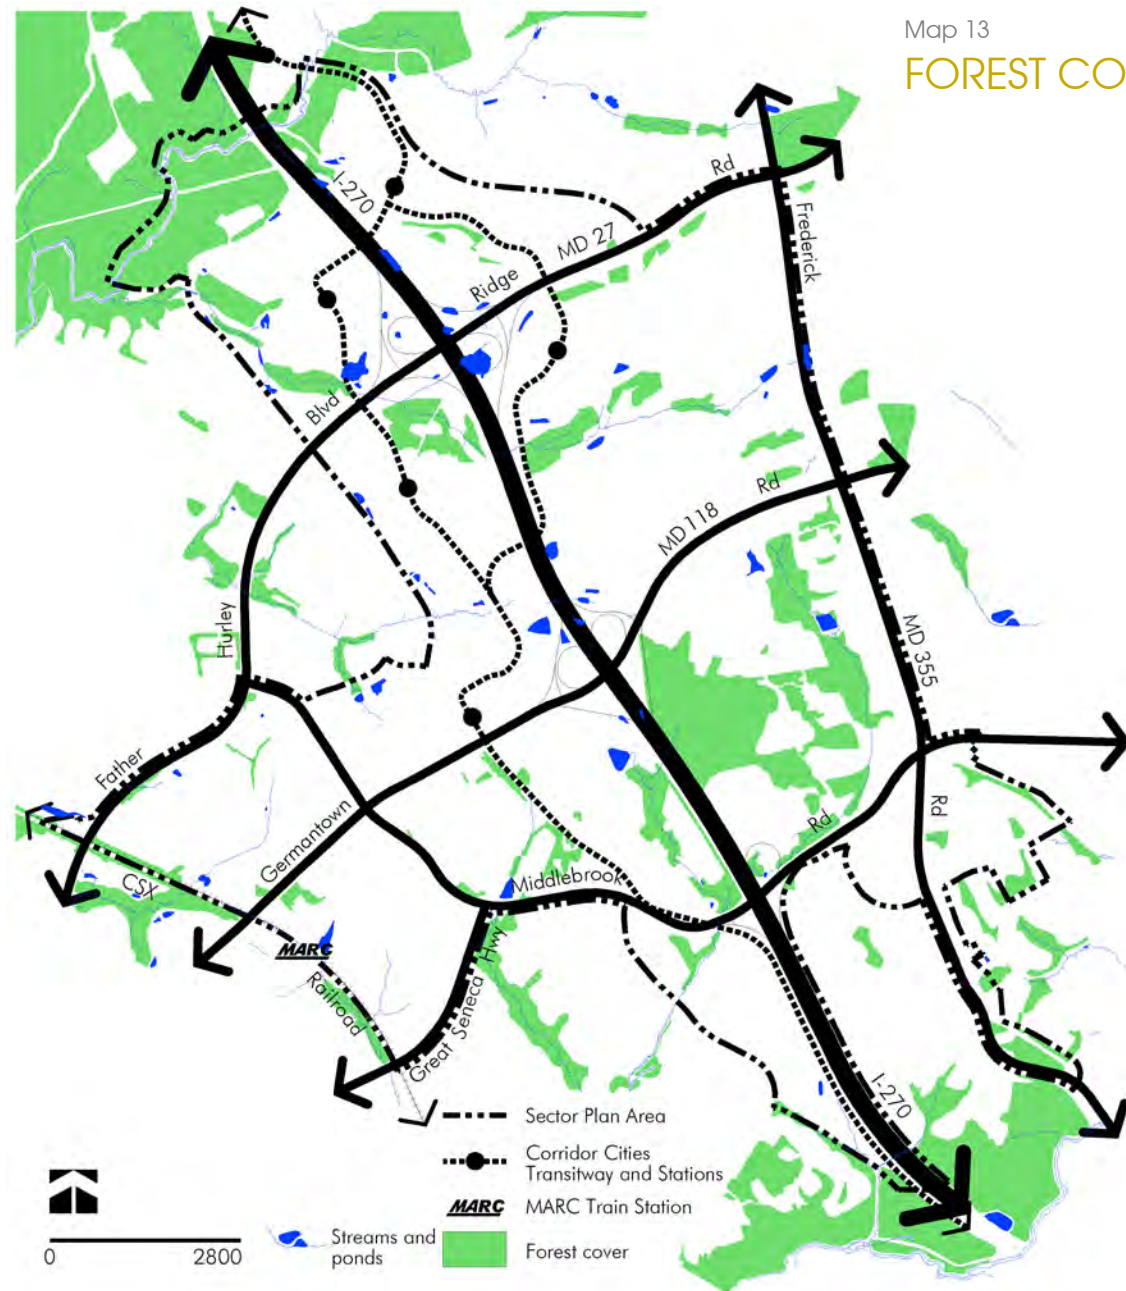 Map 13
FOREST CO
I-270
Rd
MD 27
Ridge
Frederick
Blvd
Rd
MD 118
Hurley
MD 355
Father
Rd
Rd
Germantown
CSX
Middlebrook
MARC
Railroad
Great Seneca Hwy
I-270
Sector Plan Area
Corridor Cities
Transitway and Stations
MARC MARC Train Station
Streams and
ponds
Forest cover
0 2800